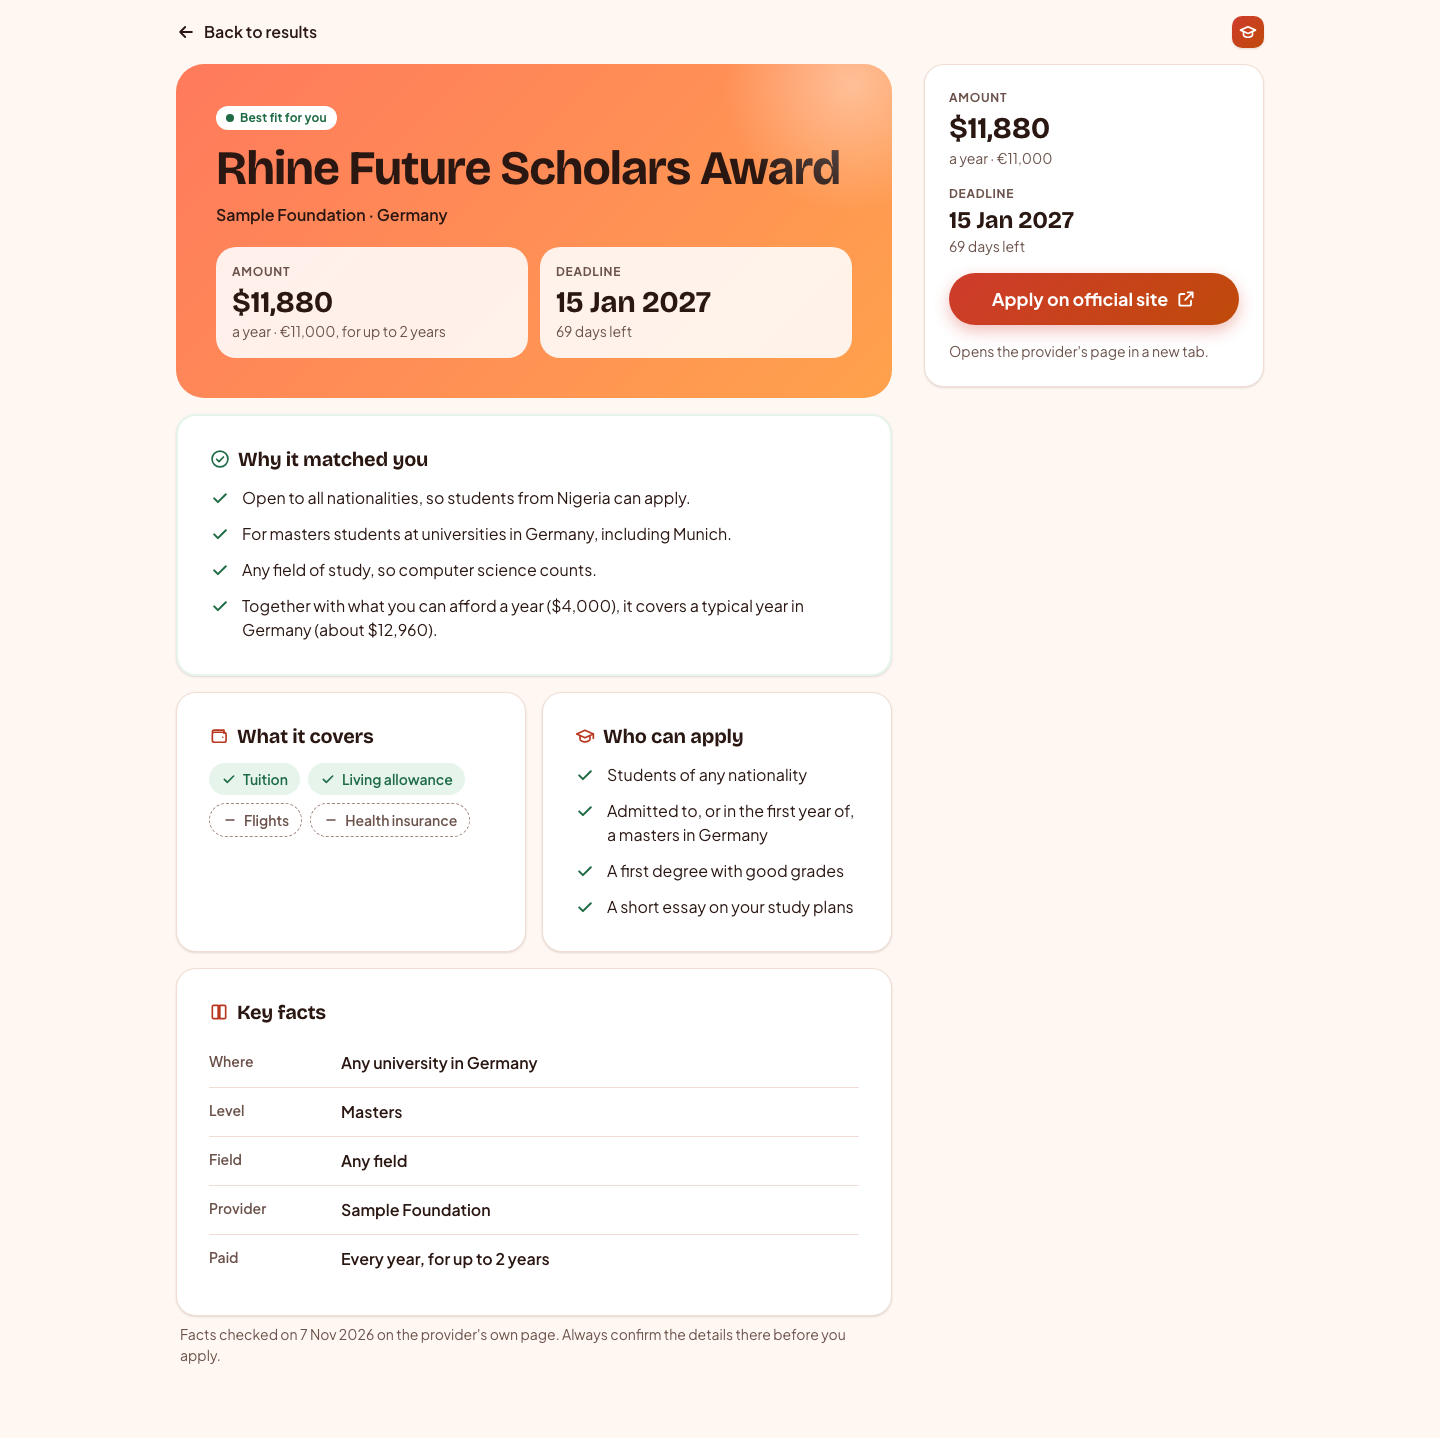 Back to results
Best fit for you
Rhine Future Scholars Award
Sample Foundation · Germany
AMOUNT
$11,880
a year · €11,000, for up to 2 years
DEADLINE
15 Jan 2027
69 days left
AMOUNT
$11,880
a year · €11,000
DEADLINE
15 Jan 2027
69 days left
Apply on official site
Opens the provider's page in a new tab.
Why it matched you
Open to all nationalities, so students from Nigeria can apply.
For masters students at universities in Germany, including Munich.
Any field of study, so computer science counts.
Together with what you can afford a year ($4,000), it covers a typical year in
Germany (about $12,960).
What it covers
Tuition
Living allowance
Flights
Health insurance
Who can apply
Students of any nationality
Admitted to, or in the first year of,
a masters in Germany
A first degree with good grades
A short essay on your study plans
Key facts
Where
Any university in Germany
Level
Masters
Field
Any field
Provider
Sample Foundation
Paid
Every year, for up to 2 years
Facts checked on 7 Nov 2026 on the provider's own page. Always confirm the details there before you
apply.